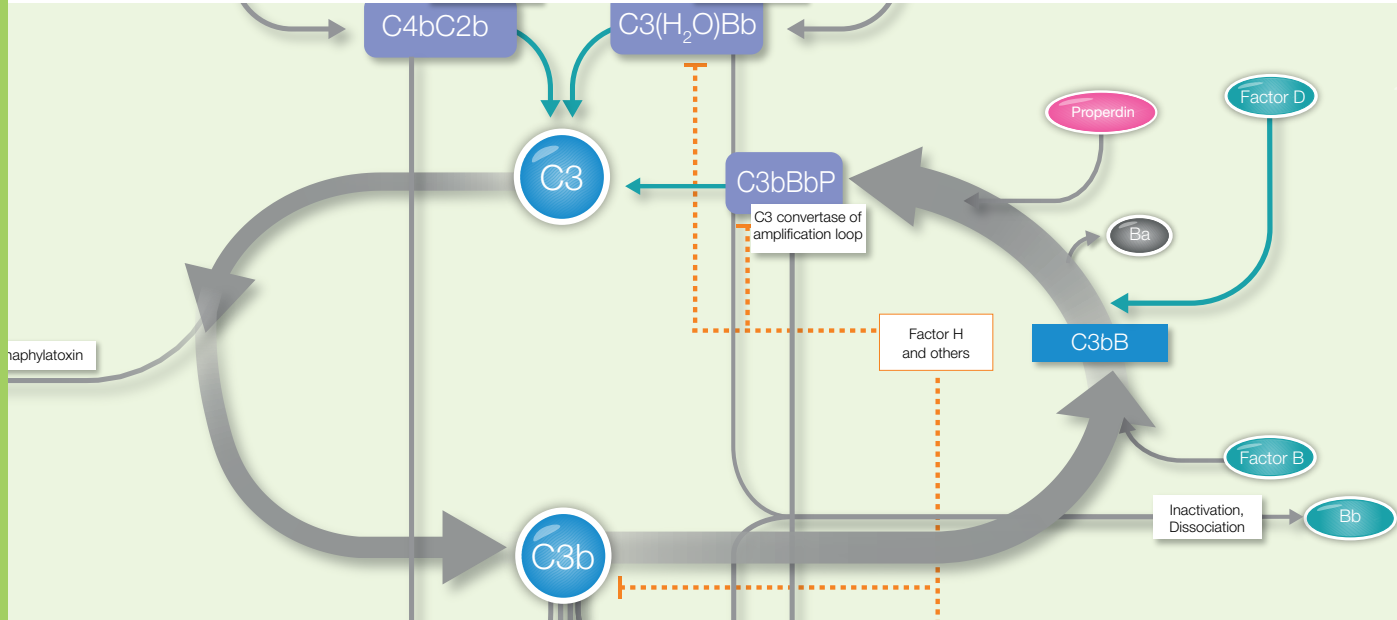 C4bC2b
C3(H₂O)Bb
Factor D
Properdin
C3
C3bBbP
C3 convertase of
amplification loop
Ba
Factor H
and others
C3bB
naphylatoxin
Factor B
Inactivation,
Dissociation
Bb
C3b